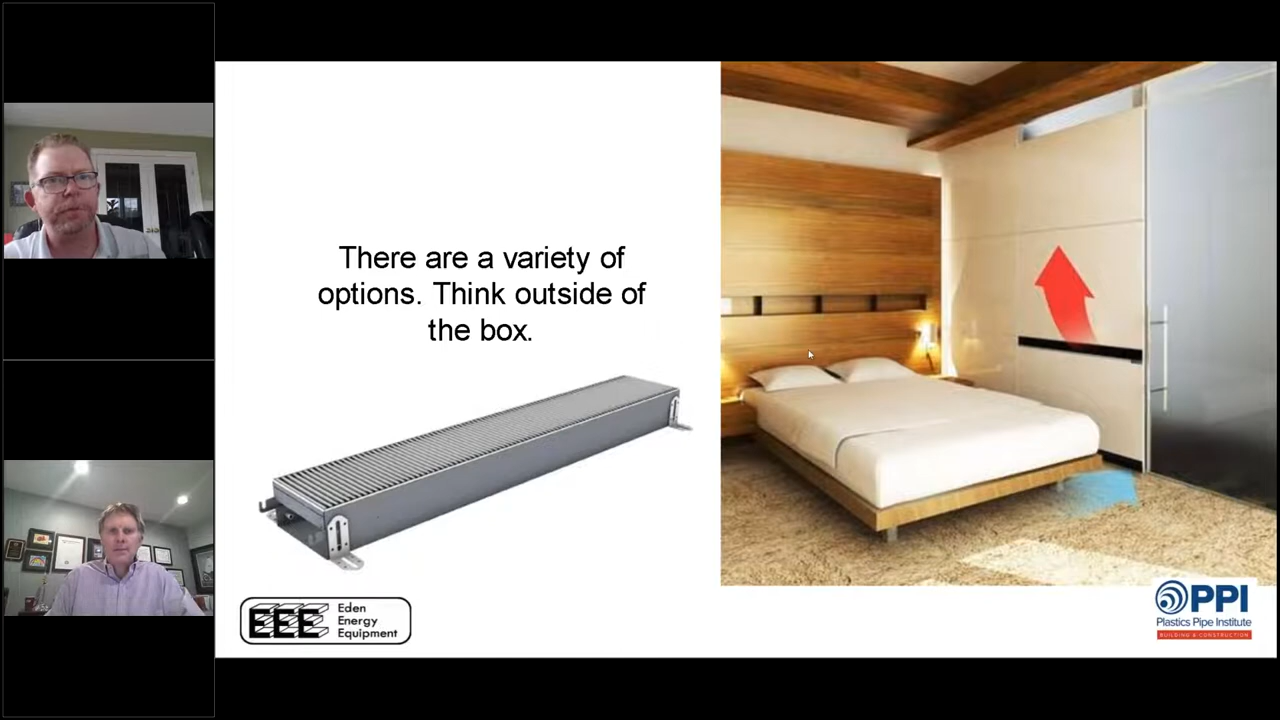 There are a variety of
options. Think outside of
the box.
EEE
Eden
Energy
Equipment
PPI
Plastics Pipe Institute
BUILDING & CONSTRUCTION